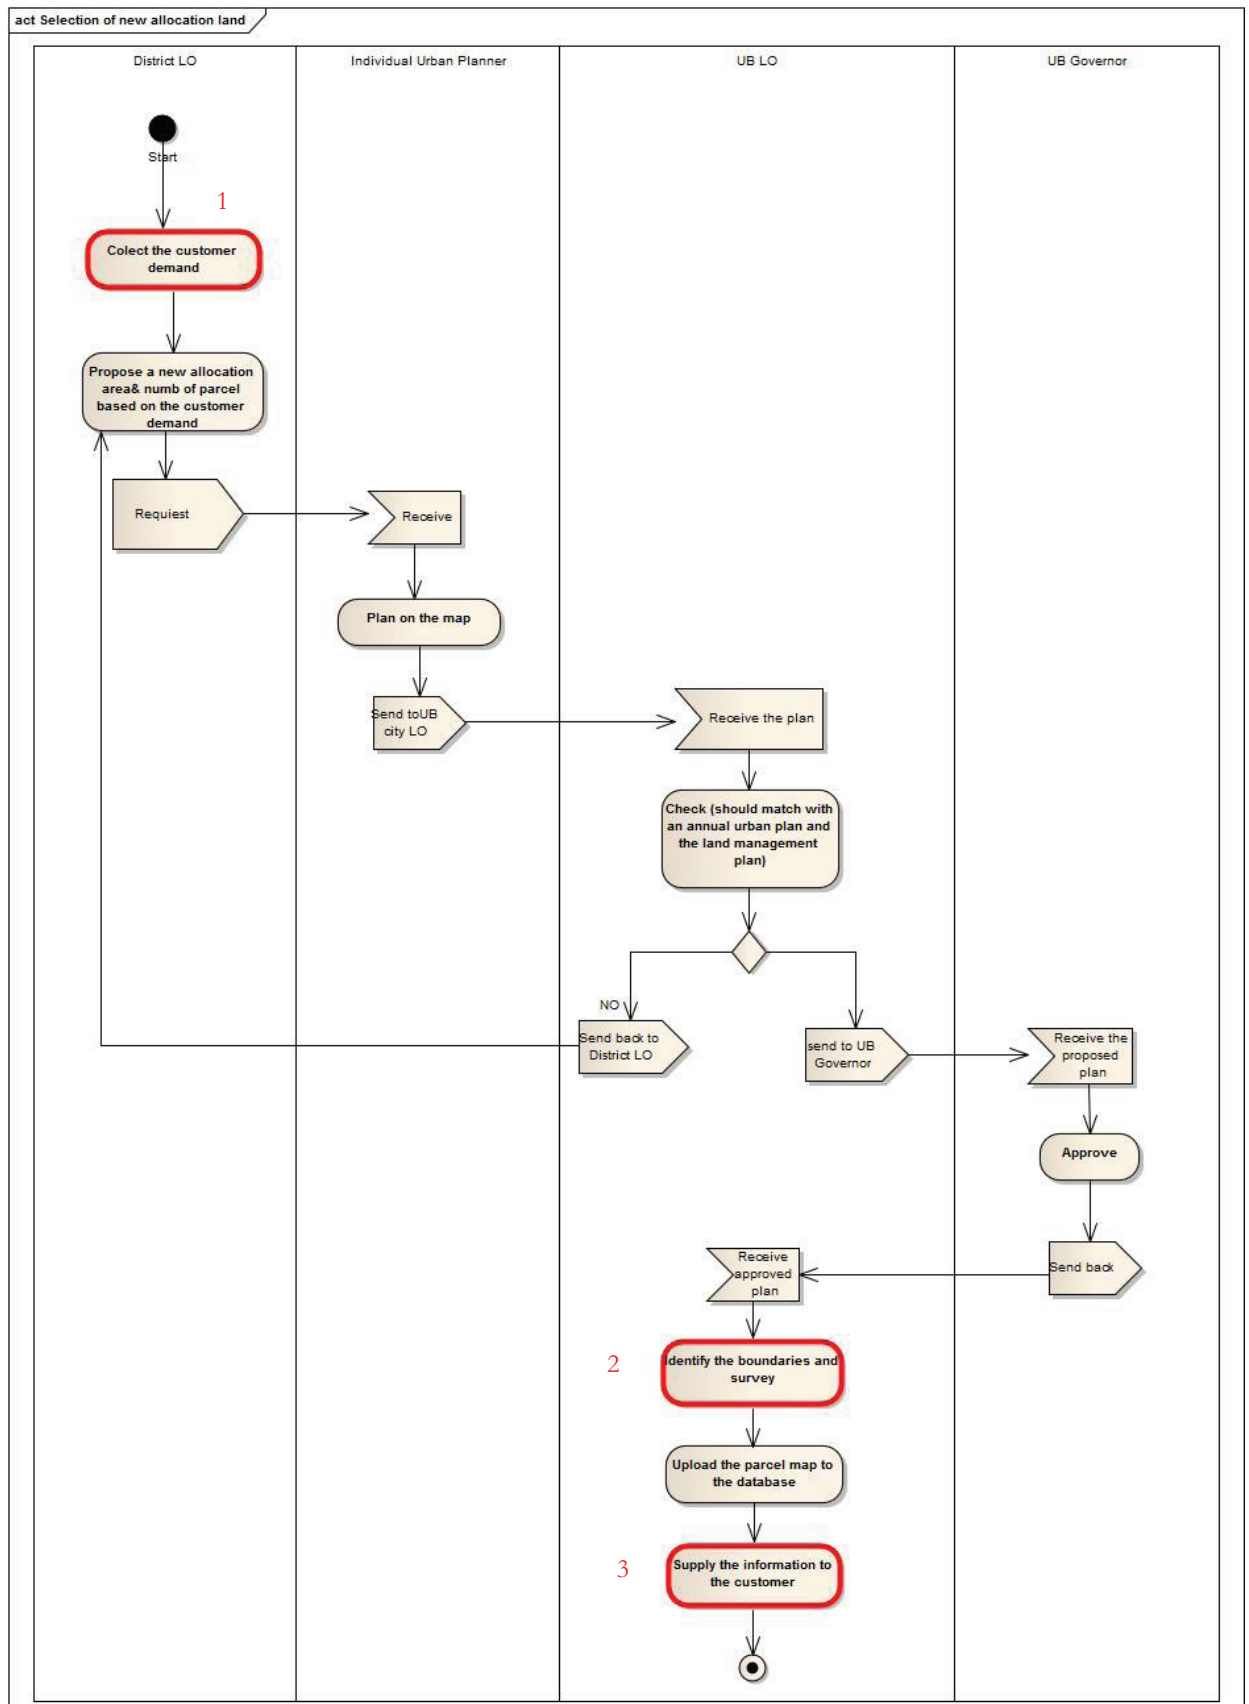 act Selection of new allocation land
District LO
Individual Urban Planner
UB LO
UB Governor
Start
1
Colect the customer
demand
Propose a new allocation
area& numb of parcel
based on the customer
demand
Requiest
Receive
Plan on the map
Send toUB
city LO
Receive the plan
Check (should match with
an annual urban plan and
the land management
plan)
NO
Send back to
District LO
send to UB
Governor
Receive the
proposed
plan
Approve
Send back
Receive
approved
plan
2
Identify the boundaries and
survey
Upload the parcel map to
the database
3
Supply the information to
the customer